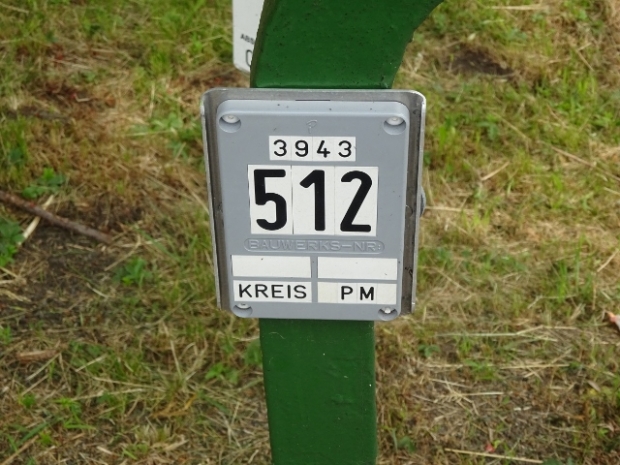 3943
512
BAUWERKS-NR
KREIS PM